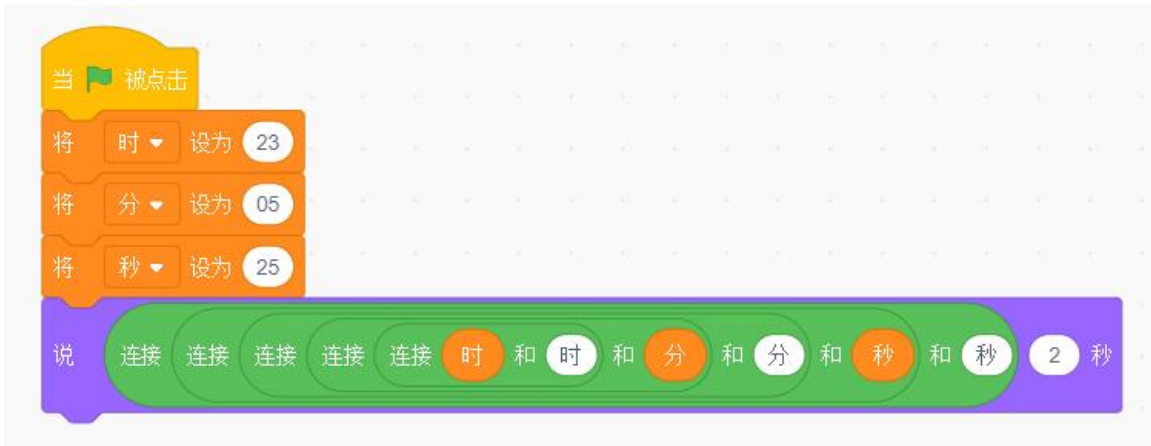 当 被点击
将 时 设为 23
将 分 设为 05
将 秒 设为 25
说 连接 连接 连接 连接 连接 时 和 时 和 分 和 分 和 秒 和 秒 2 秒